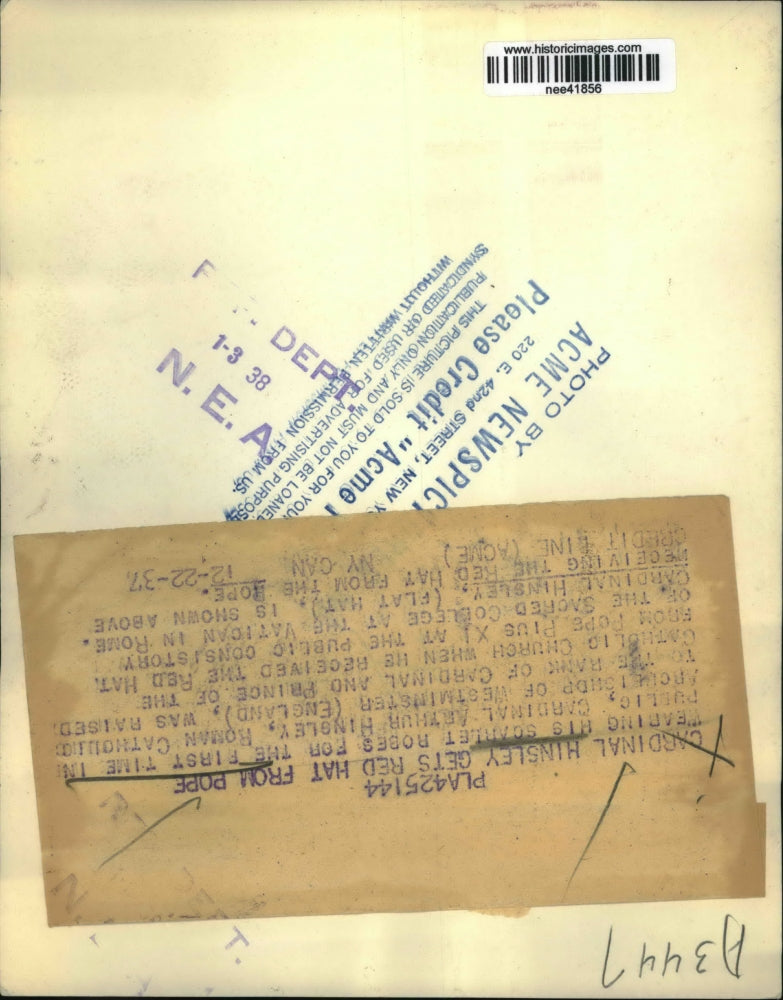 www.historicimages.com
nee41856
DEPT.
1-3 38
N. E. A.
PHOTO BY
ACME NEWSPIC
220 E. 42nd STREET, NEW Y
Please Credit "Acme
THIS PICTURE IS SOLD TO YOU FOR YOU
PUBLICATION ONLY AND MUST NOT BE LOANED
SYNDICATED OR USED FOR ADVERTISING PURPOS
WITHOUT WRITTEN PERMISSION FROM US.
PLA425144
CARDINAL HINSLEY GETS RED HAT FROM POPE
WEARING HIS SCARLET ROBES FOR THE FIRST TIME IN
PUBLIC, CARDINAL ARTHUR HINSLEY, ROMAN CATHOLIC
ARCHBISHOP OF WESTMINSTER (ENGLAND), WAS RAISED
TO THE RANK OF CARDINAL AND PRINCE OF THE
CATHOLIC CHURCH WHEN HE RECEIVED THE RED HAT
FROM POPE PIUS XI AT THE PUBLIC CONSISTORY
OF THE SACRED COLLEGE AT THE VATICAN IN ROME.
CARDINAL HINSLEY, (FLAT HAT), IS SHOWN ABOVE
RECEIVING THE RED HAT FROM THE POPE.
CREDIT LINE (ACME) NY CAN 12-22-37
A3447